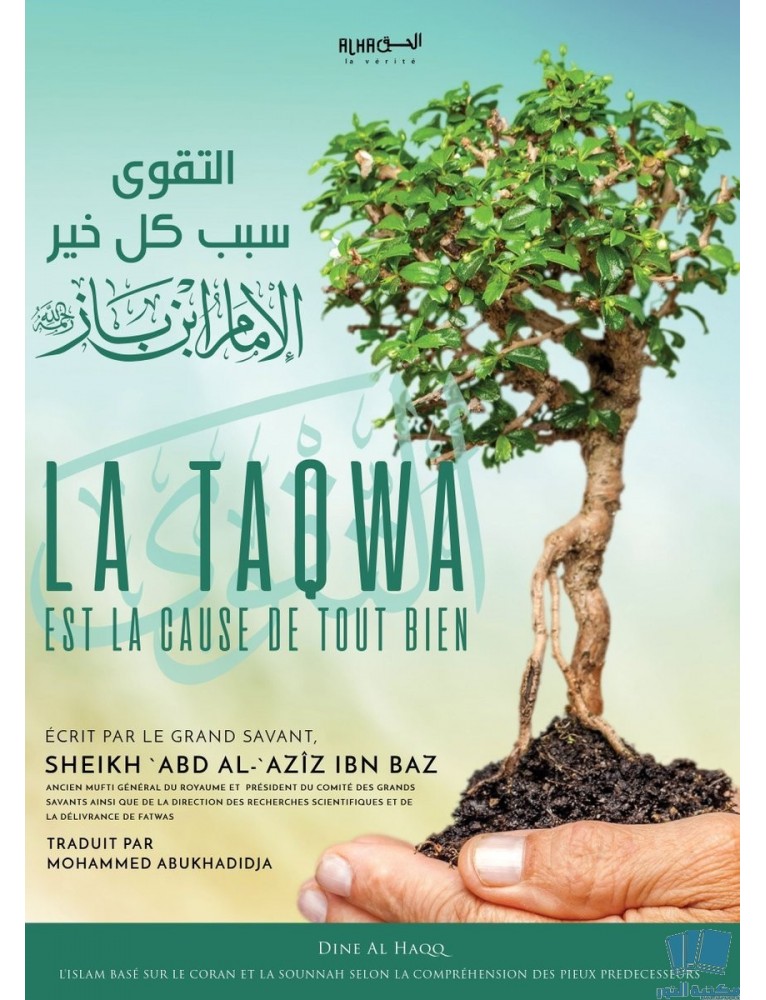 ALHAQ الحق
la vérité
التقوى
سبب كل خير
الإمام ابن باز رحمه الله
التقوى
LA TAQWA
EST LA CAUSE DE TOUT BIEN
ÉCRIT PAR LE GRAND SAVANT,
SHEIKH `ABD AL-`AZÎZ IBN BAZ
ANCIEN MUFTI GÉNÉRAL DU ROYAUME ET PRÉSIDENT DU COMITÉ DES GRANDS
SAVANTS AINSI QUE DE LA DIRECTION DES RECHERCHES SCIENTIFIQUES ET DE
LA DÉLIVRANCE DE FATWAS
TRADUIT PAR
MOHAMMED ABUKHADIDJA
DINE AL HAQQ
L'ISLAM BASÉ SUR LE CORAN ET LA SOUNNAH SELON LA COMPRÉHENSION DES PIEUX PREDECESSEURS
مكتبة النور